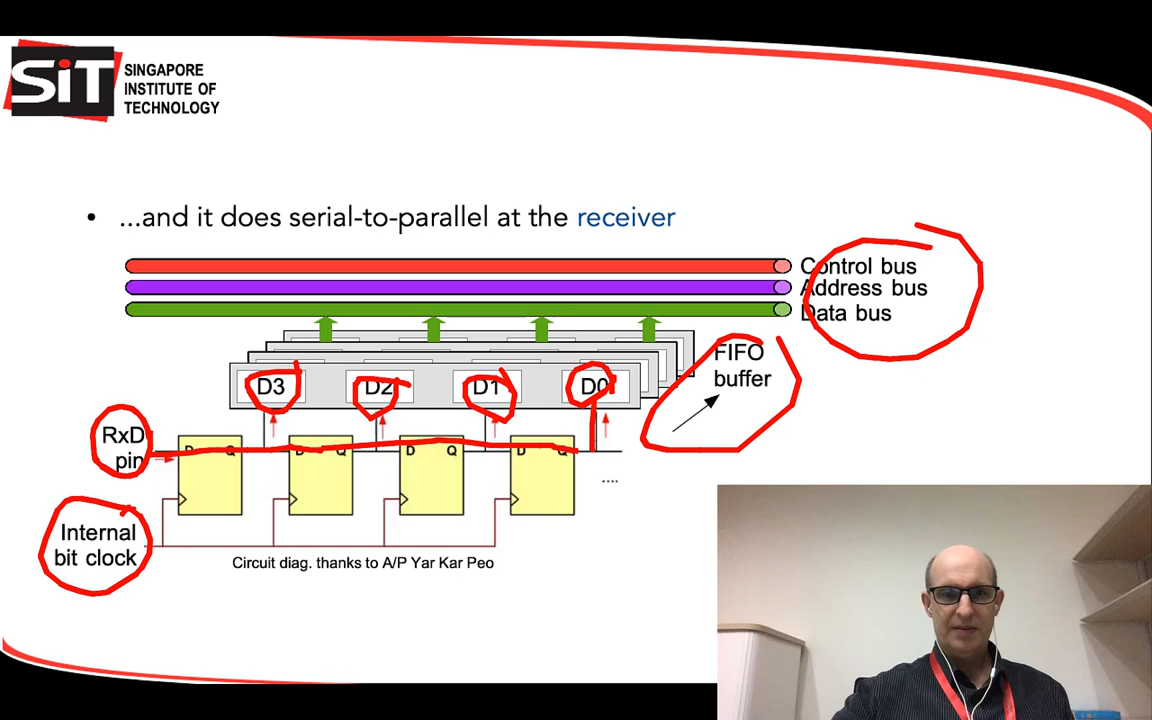 SiT
SINGAPORE
INSTITUTE OF
TECHNOLOGY
• ...and it does serial-to-parallel at the receiver
Control bus
Address bus
Data bus
FIFO
buffer
D3 D2 D1 D0
RxD
pin
D Q D Q D Q D Q
....
Internal
bit clock
Circuit diag. thanks to A/P Yar Kar Peo